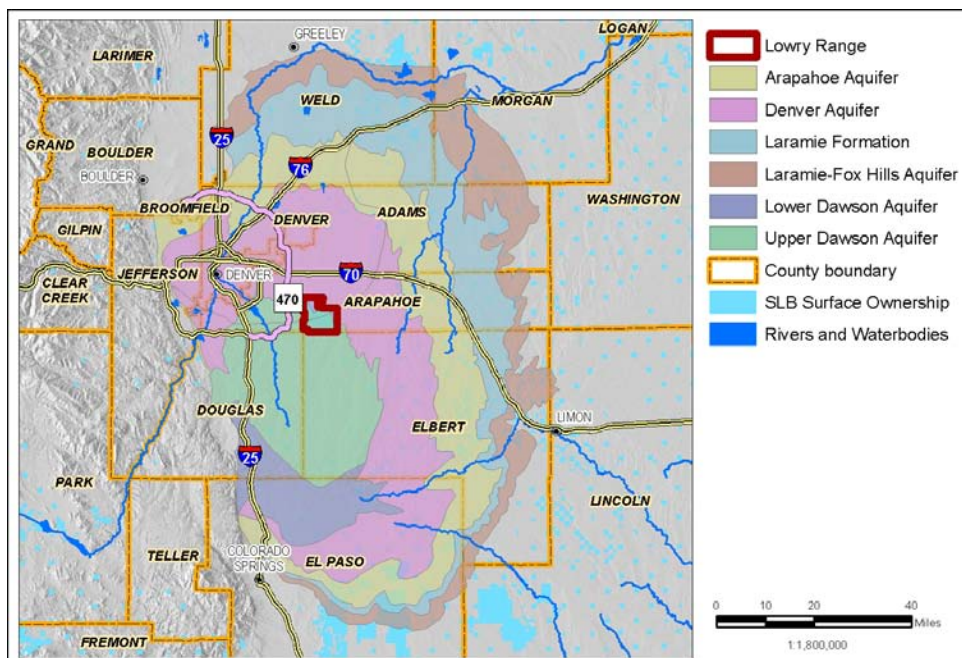 LOGAN
GREELEY
LARIMER
WELD
MORGAN
GRAND
25
BOULDER
76
BOULDER
WASHINGTON
BROOMFIELD
ADAMS
DENVER
GILPIN
JEFFERSON
DENVER
70
CLEAR
CREEK
470
ARAPAHOE
DOUGLAS
LIMON
ELBERT
25
PARK
LINCOLN
TELLER
COLORADO
SPRINGS
EL PASO
FREMONT
Lowry Range
Arapahoe Aquifer
Denver Aquifer
Laramie Formation
Laramie-Fox Hills Aquifer
Lower Dawson Aquifer
Upper Dawson Aquifer
County boundary
SLB Surface Ownership
Rivers and Waterbodies
0 10 20 40
Miles
1:1,800,000